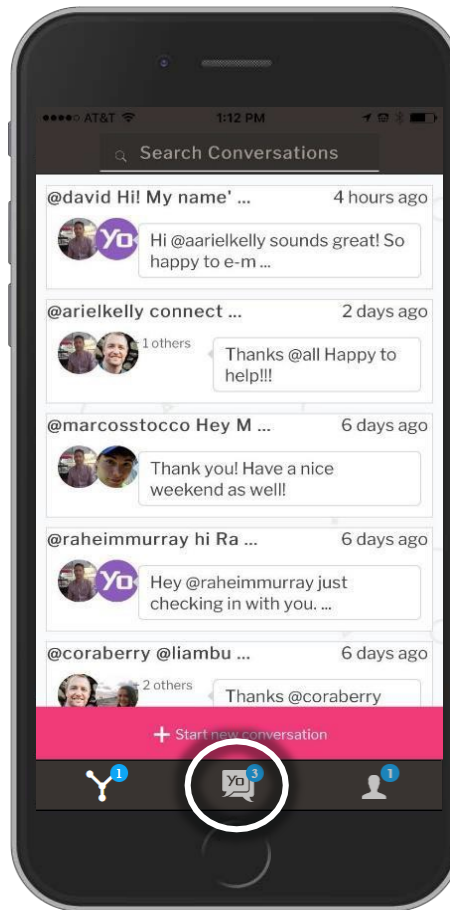 AT&T 1:12 PM
Search Conversations
@david Hi! My name' ... 4 hours ago
Yo
Hi @aarielkelly sounds great! So
happy to e-m ...
@arielkelly connect ... 2 days ago
1 others
Thanks @all Happy to
help!!!
@marcosstocco Hey M ... 6 days ago
Thank you! Have a nice
weekend as well!
@raheimmurray hi Ra ... 6 days ago
Yo
Hey @raheimmurray just
checking in with you. ...
@coraberry @liambu ... 6 days ago
2 others
Thanks @coraberry
+ Start new conversation
1 Yo 3 1